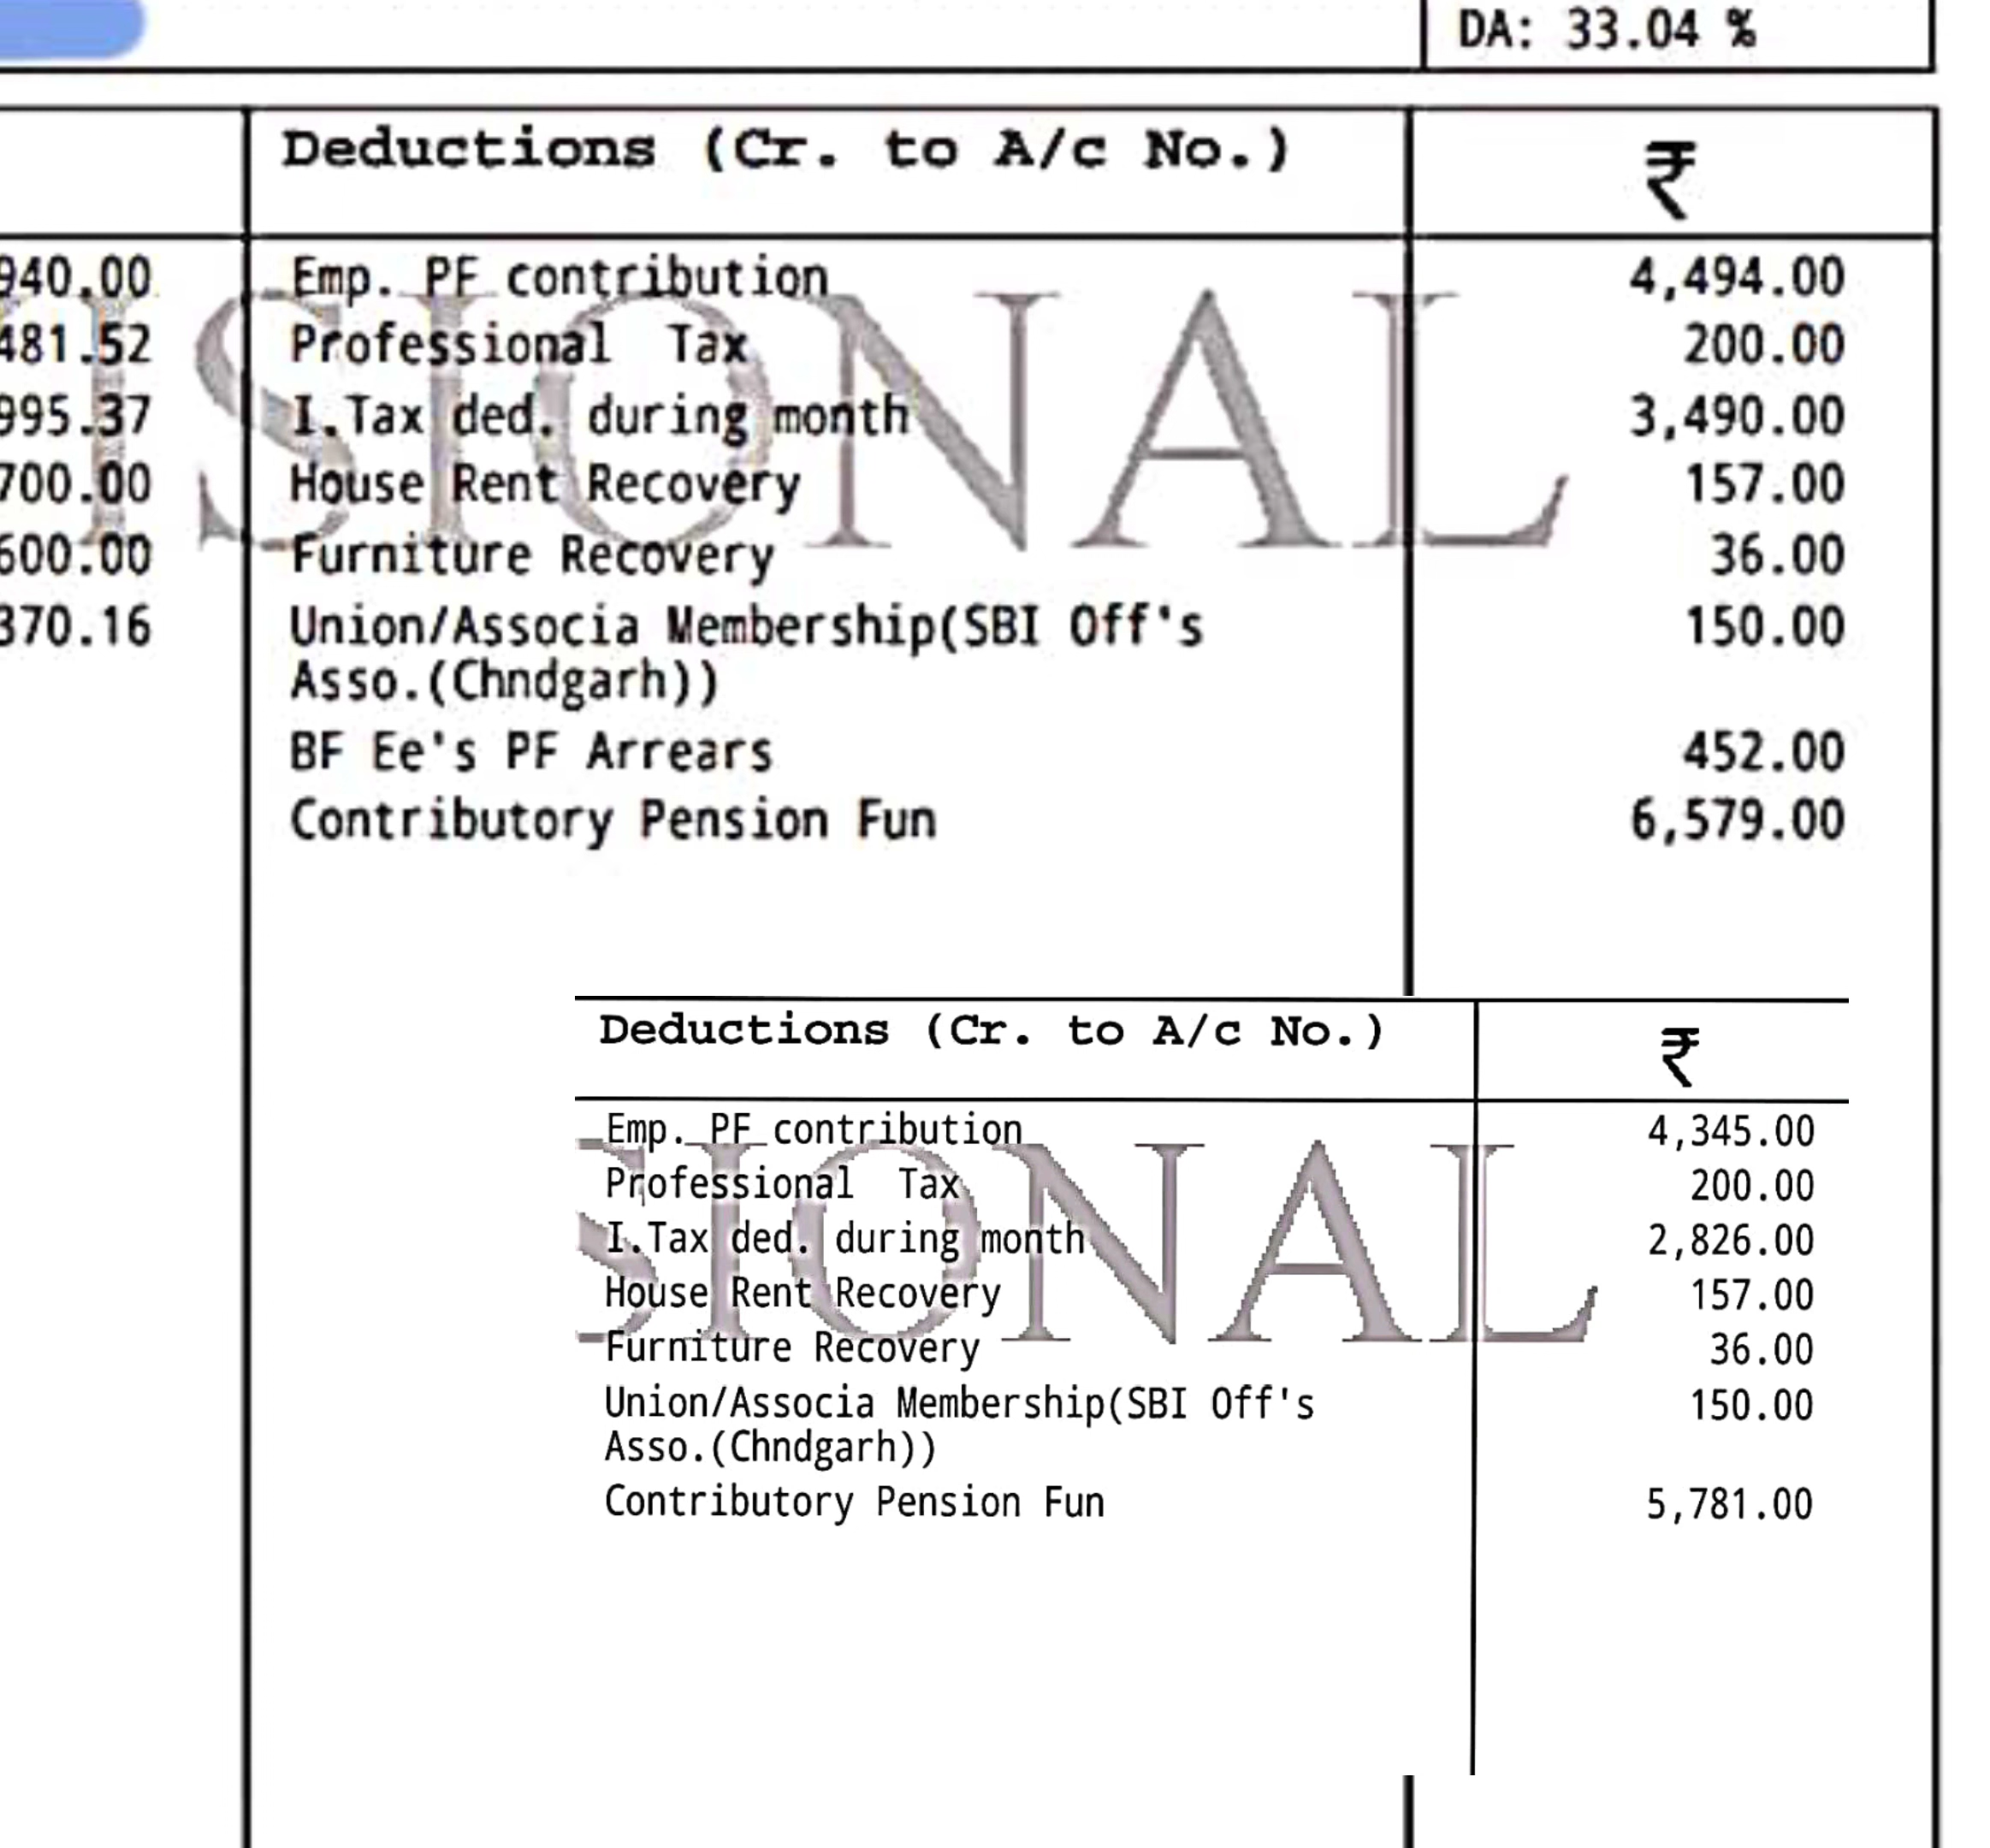 DA: 33.04 %
Deductions (Cr. to A/c No.) ₹
940.00 Emp. PF contribution 4,494.00
481.52 Professional Tax 200.00
995.37 I.Tax ded. during month 3,490.00
700.00 House Rent Recovery 157.00
600.00 Furniture Recovery 36.00
370.16 Union/Associa Membership(SBI Off's 150.00
Asso.(Chndgarh))
BF Ee's PF Arrears 452.00
Contributory Pension Fun 6,579.00
ISIONAL
Deductions (Cr. to A/c No.) ₹
Emp. PF contribution 4,345.00
Professional Tax 200.00
I.Tax ded. during month 2,826.00
House Rent Recovery 157.00
Furniture Recovery 36.00
Union/Associa Membership(SBI Off's 150.00
Asso.(Chndgarh))
Contributory Pension Fun 5,781.00
SIONAL